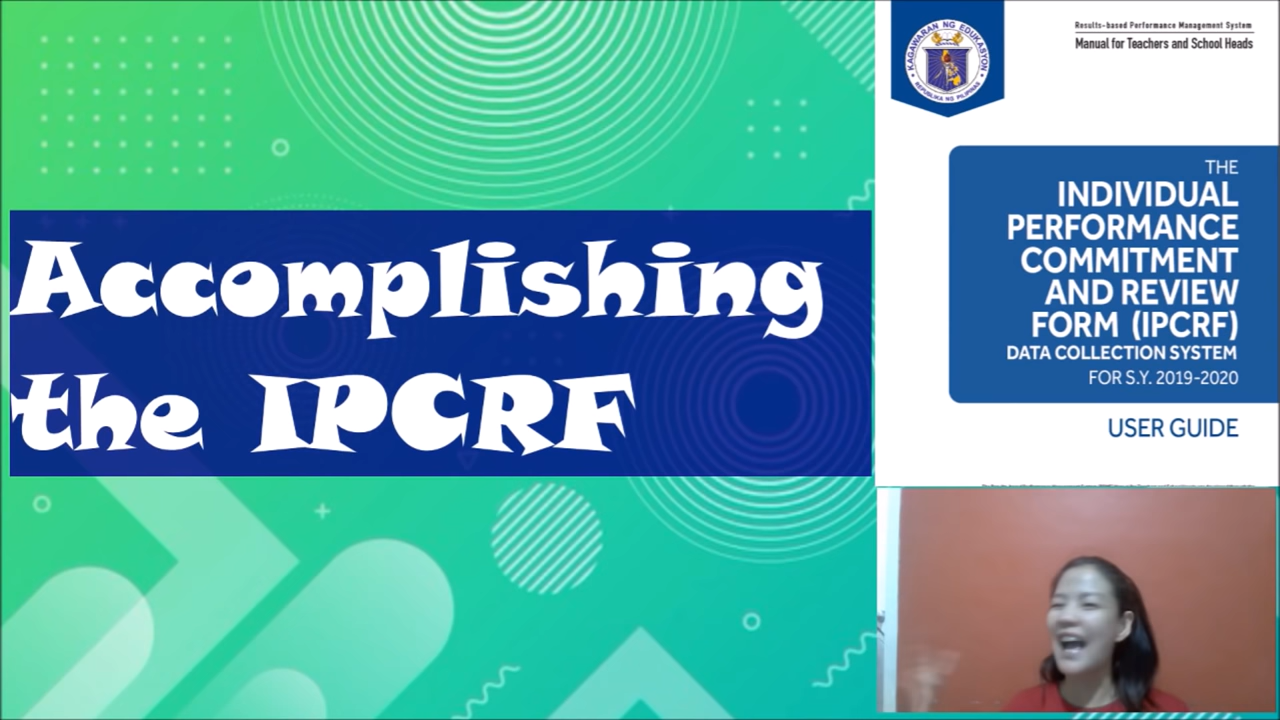 Accomplishing
the IPCRF
KAGAWARAN NG EDUKASYON
REPUBLIKA NG PILIPINAS
Results-based Performance Management System
Manual for Teachers and School Heads
THE
INDIVIDUAL
PERFORMANCE
COMMITMENT
AND REVIEW
FORM (IPCRF)
DATA COLLECTION SYSTEM
FOR S.Y. 2019-2020
USER GUIDE